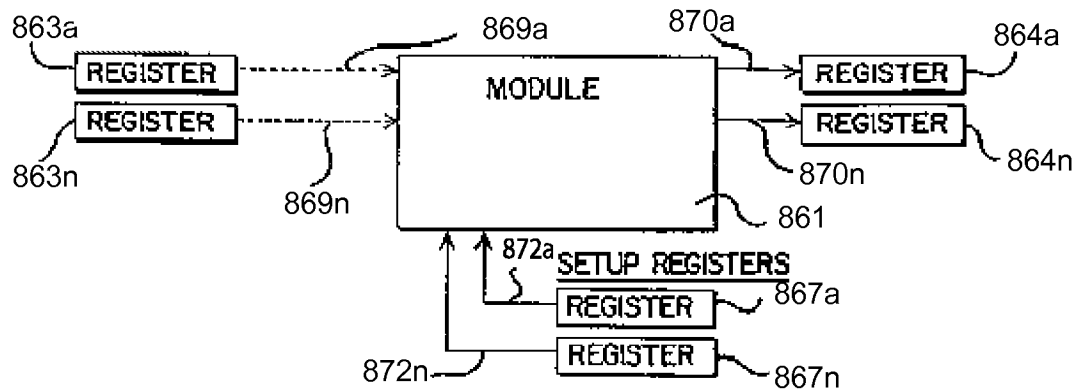 863a
869a
870a
864a
REGISTER
REGISTER
MODULE
REGISTER
REGISTER
863n
869n
870n
864n
861
872a
SETUP REGISTERS
REGISTER
867a
REGISTER
872n
867n